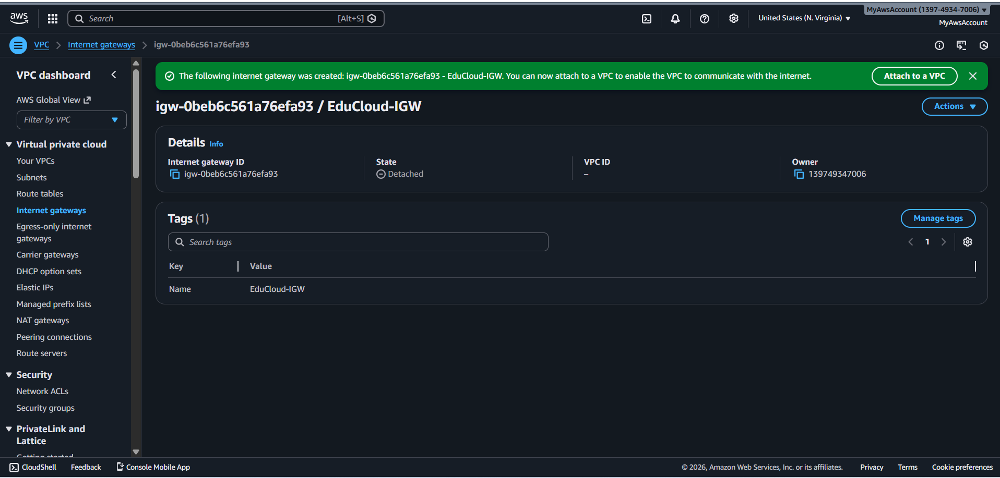 aws
Search [Alt+S]
United States (N. Virginia)
MyAwsAccount (1397-4934-7006)
MyAwsAccount
VPC
Internet gateways
igw-0beb6c561a76efa93
VPC dashboard
AWS Global View
Filter by VPC
Virtual private cloud
Your VPCs
Subnets
Route tables
Internet gateways
Egress-only internet
gateways
Carrier gateways
DHCP option sets
Elastic IPs
Managed prefix lists
NAT gateways
Peering connections
Route servers
Security
Network ACLs
Security groups
PrivateLink and
Lattice
Getting started
The following internet gateway was created: igw-0beb6c561a76efa93 - EduCloud-IGW. You can now attach to a VPC to enable the VPC to communicate with the internet.
Attach to a VPC
igw-0beb6c561a76efa93 / EduCloud-IGW
Actions
Details Info
Internet gateway ID
igw-0beb6c561a76efa93
State
Detached
VPC ID
–
Owner
139749347006
Tags (1)
Manage tags
Search tags
1
Key Value
Name EduCloud-IGW
CloudShell Feedback Console Mobile App
© 2026, Amazon Web Services, Inc. or its affiliates. Privacy Terms Cookie preferences